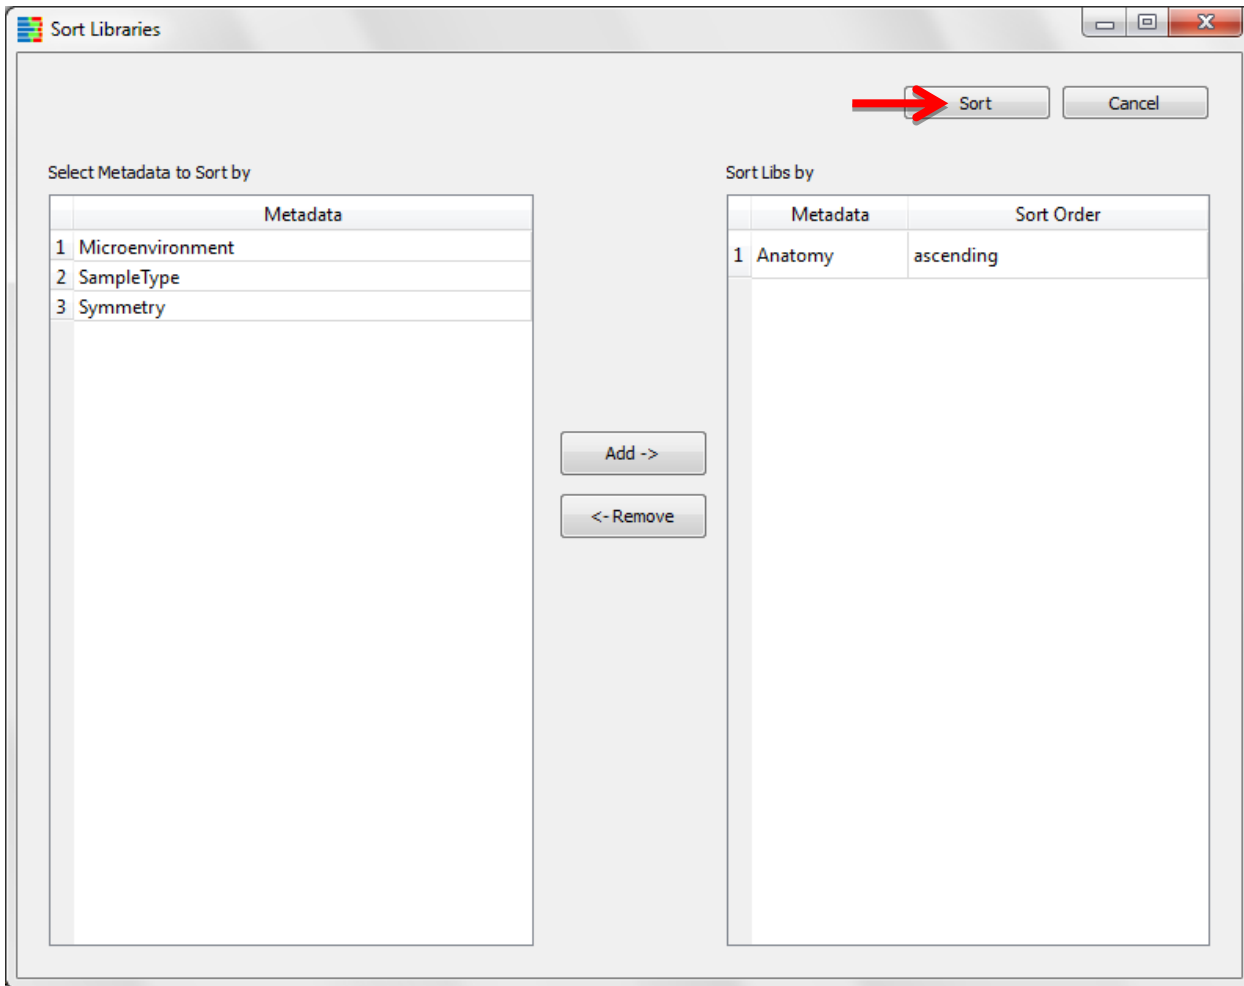 Sort Libraries
Sort Cancel
Select Metadata to Sort by
Sort Libs by
Metadata
1 Microenvironment
2 SampleType
3 Symmetry
Metadata Sort Order
1 Anatomy ascending
Add ->
<- Remove